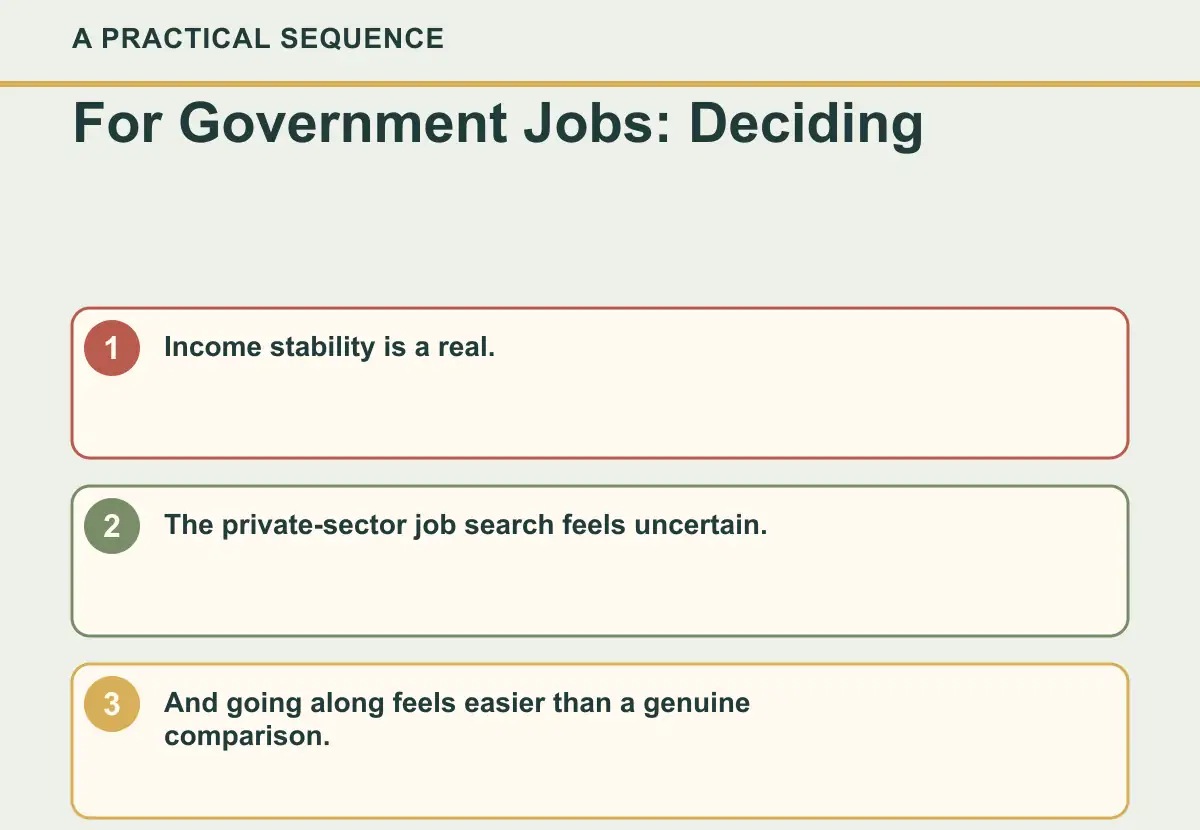 A PRACTICAL SEQUENCE
For Government Jobs: Deciding
1
Income stability is a real.
2
The private-sector job search feels uncertain.
3
And going along feels easier than a genuine
comparison.